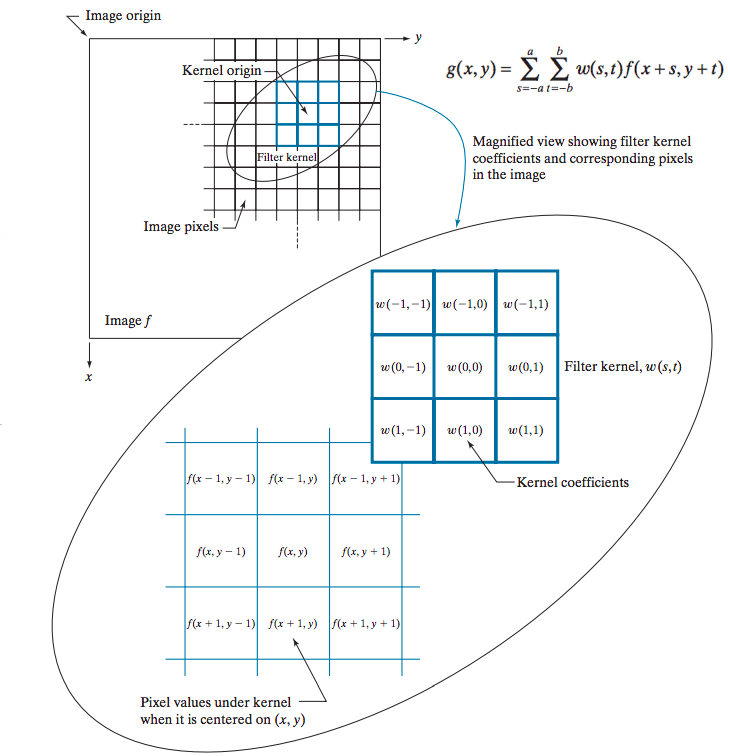 Image origin
y
Kernel origin
g(x, y) = Σ Σ w(s, t) f(x + s, y + t)
a b
s=−a t=−b
Magnified view showing filter kernel
coefficients and corresponding pixels
in the image
Filter kernel
Image pixels
Image f
x
w(−1, −1) w(−1, 0) w(−1, 1)
w(0, −1) w(0, 0) w(0, 1)
Filter kernel, w(s, t)
w(1, −1) w(1, 0) w(1, 1)
Kernel coefficients
f(x − 1, y − 1) f(x − 1, y) f(x − 1, y + 1)
f(x, y − 1) f(x, y) f(x, y + 1)
f(x + 1, y − 1) f(x + 1, y) f(x + 1, y + 1)
Pixel values under kernel
when it is centered on (x, y)